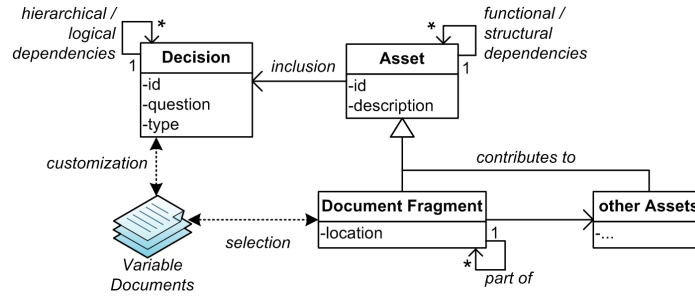 hierarchical /
logical
dependencies
*
1
Decision
-id
-question
-type
inclusion
Asset
-id
-description
*
1
functional /
structural
dependencies
customization
contributes to
Variable
Documents
selection
Document Fragment
-location
1
*
part of
other Assets
-...